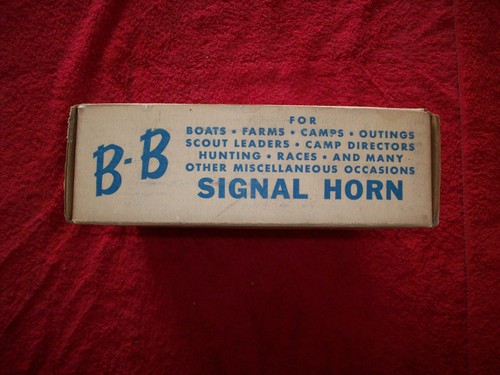 B-B
FOR
BOATS • FARMS • CAMPS • OUTINGS
SCOUT LEADERS • CAMP DIRECTORS
HUNTING • RACES • AND MANY
OTHER MISCELLANEOUS OCCASIONS
SIGNAL HORN